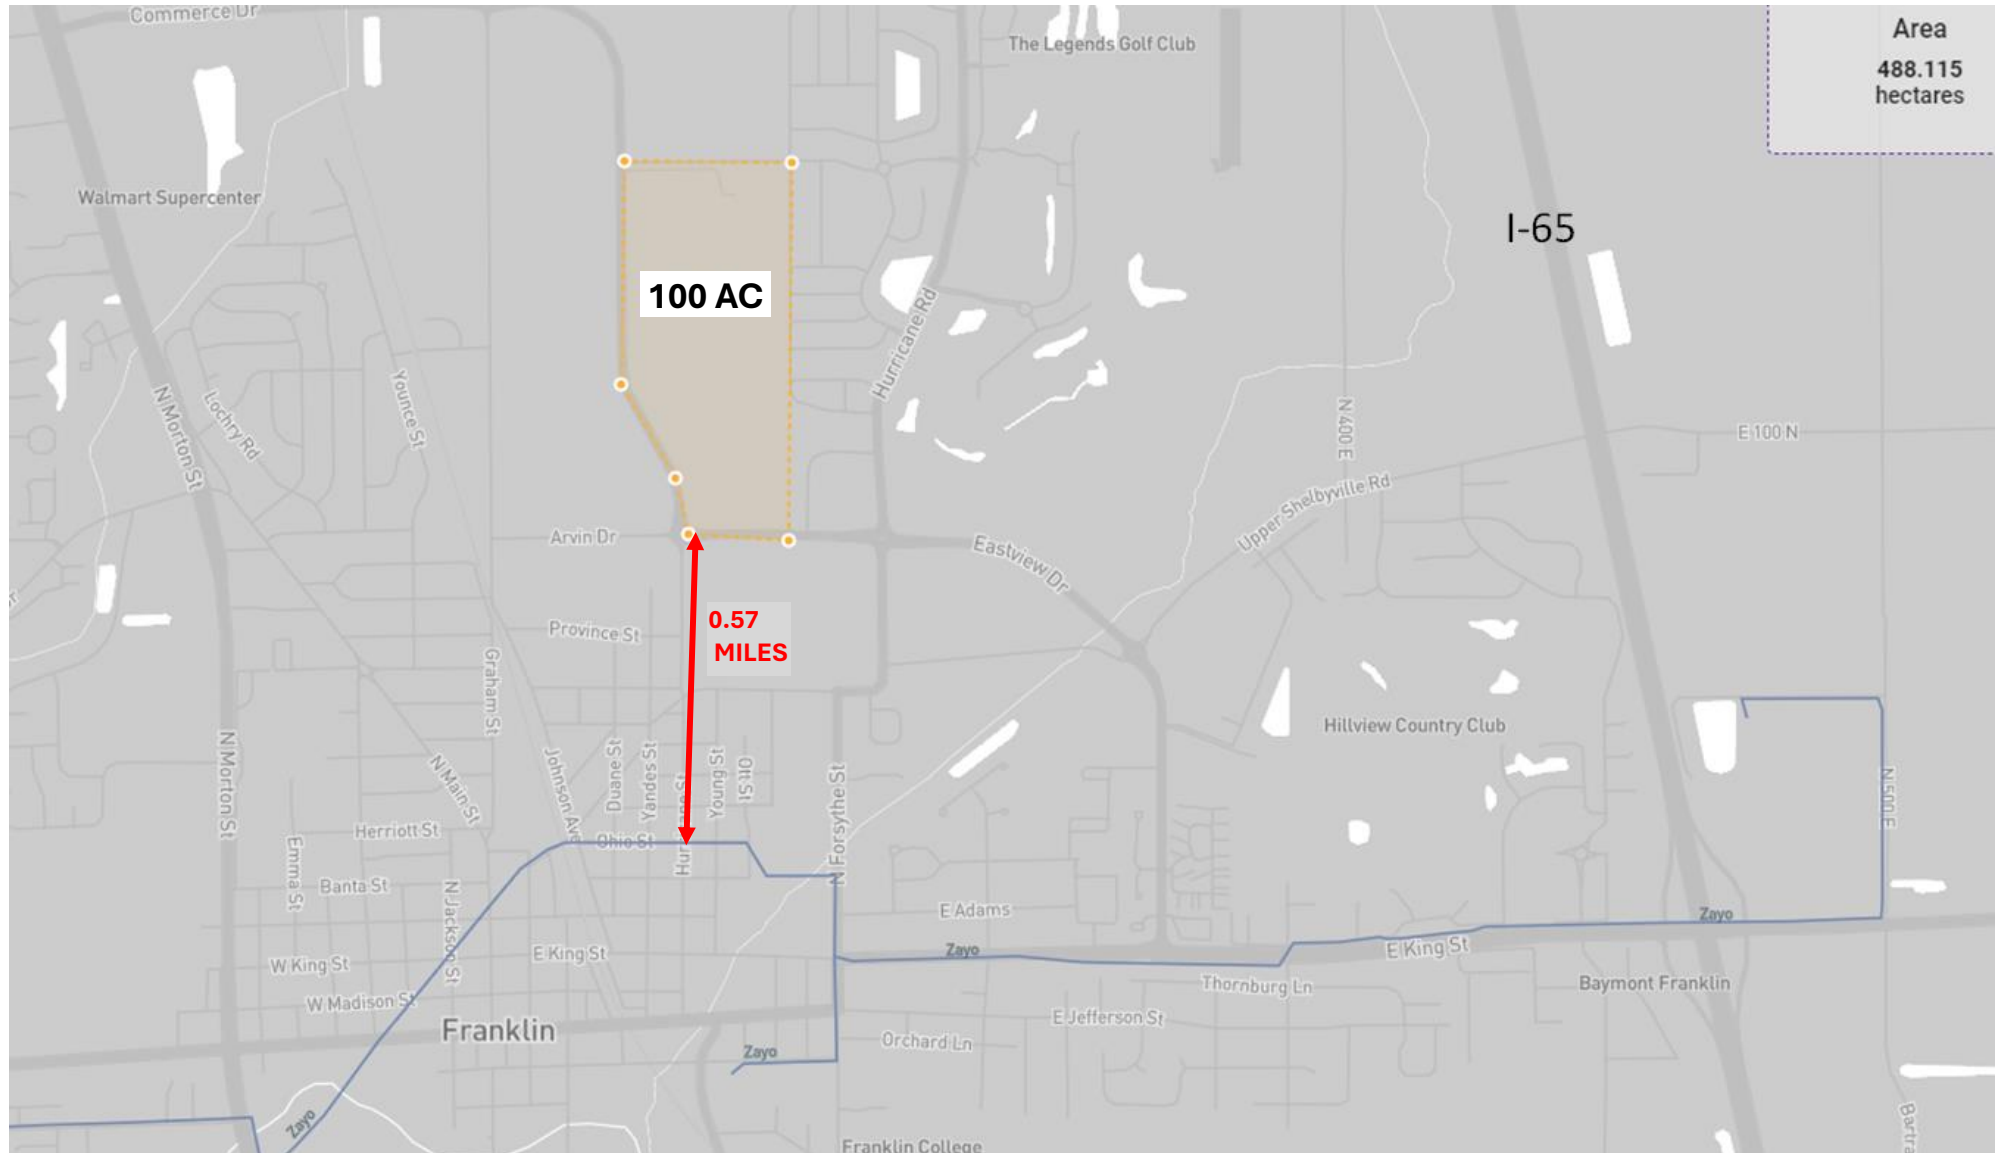 Commerce Dr
The Legends Golf Club
Area
488.115
hectares
Walmart Supercenter
I-65
100 AC
Hurricane Rd
N Morton St
Lochry Rd
Younce St
N 400 E
E 100 N
Upper Shelbyville Rd
Arvin Dr
Eastview Dr
0.57
MILES
Province St
Graham St
Hillview Country Club
N Morton St
N Main St
Johnson Ave
Duane St
Yandes St
Young St
Ott St
N Forsythe St
N 500 E
Herriott St
Ohio St
Emma St
Banta St
N Jackson St
E Adams
Zayo
Zayo
E King St
E King St
W King St
Thornburg Ln
Baymont Franklin
W Madison St
Franklin
E Jefferson St
Orchard Ln
Zayo
Zayo
Franklin College